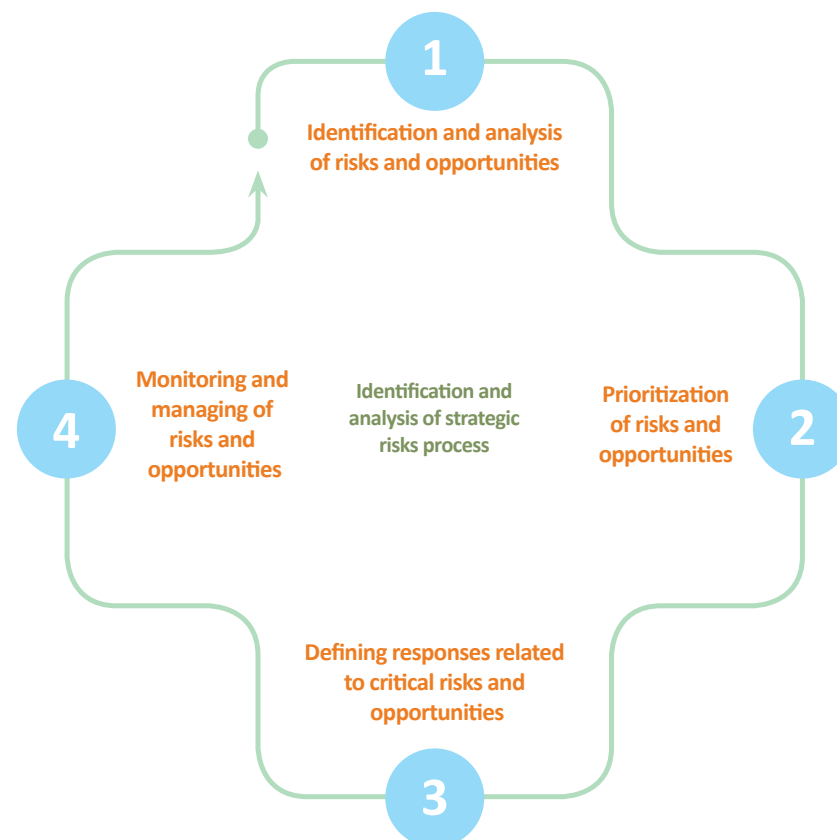 1
Identification and analysis
of risks and opportunities
2
Prioritization
of risks and
opportunities
3
Defining responses related
to critical risks and
opportunities
4
Monitoring and
managing of
risks and
opportunities
Identification and
analysis of strategic
risks process